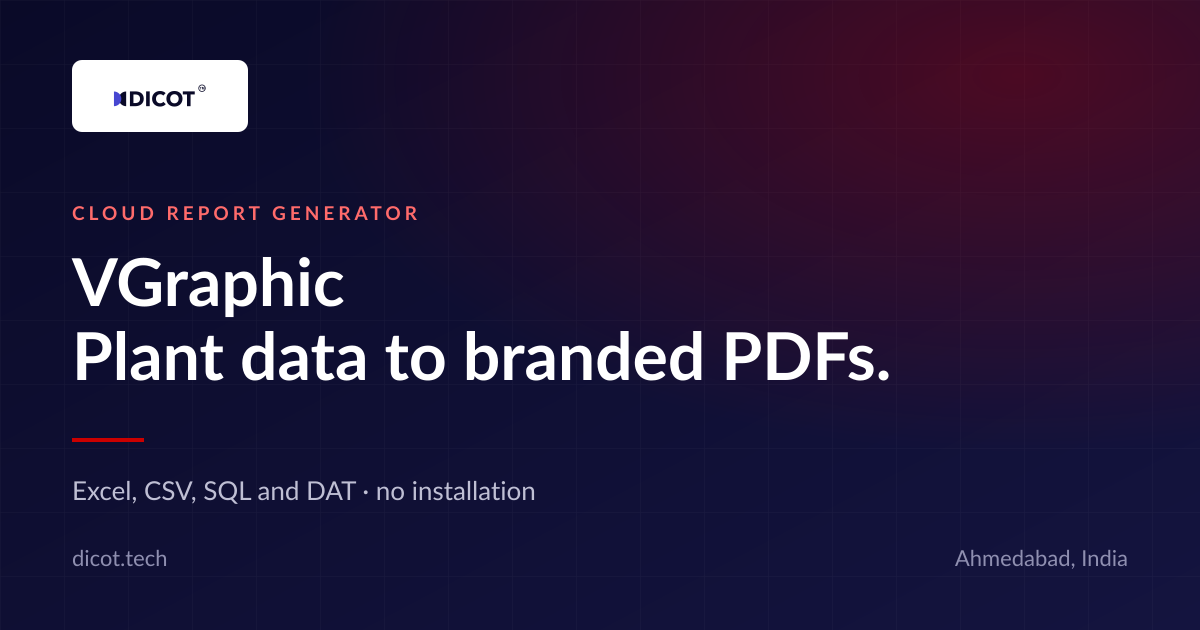 DICOT
CLOUD REPORT GENERATOR
VGraphic
Plant data to branded PDFs.
Excel, CSV, SQL and DAT · no installation
dicot.tech
Ahmedabad, India